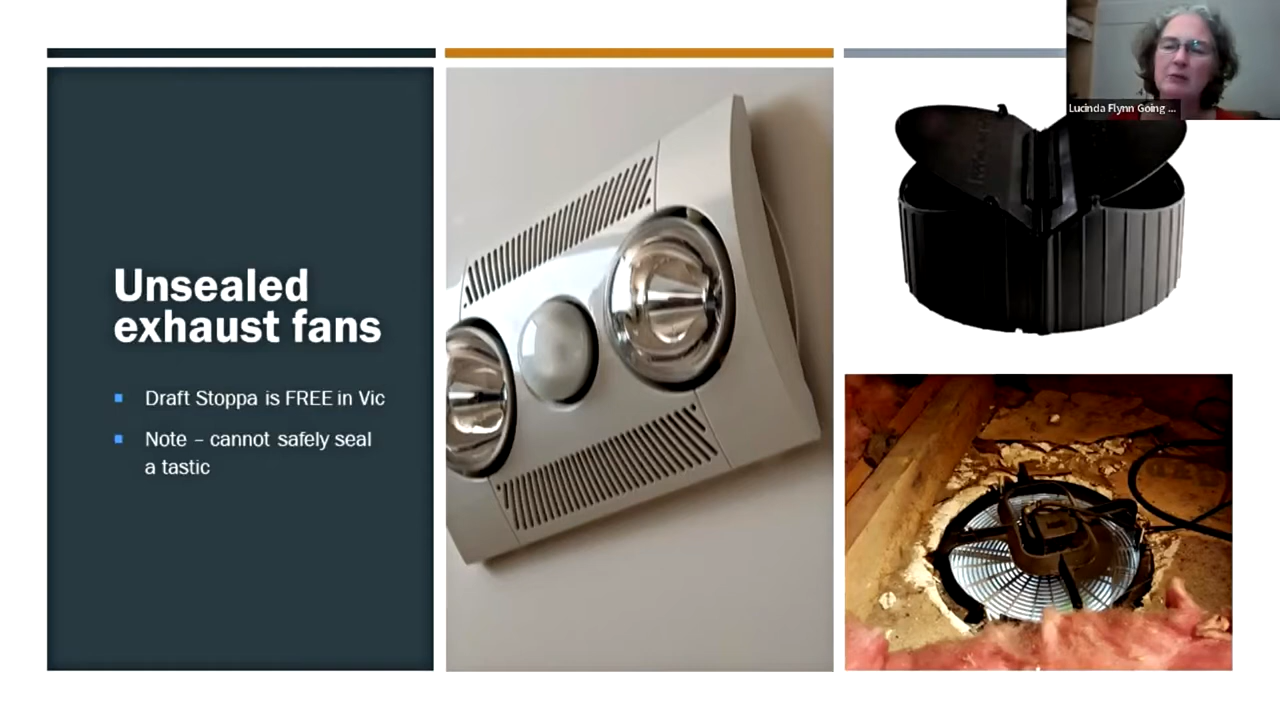 Unsealed
exhaust fans
Draft Stoppa is FREE in Vic
Note – cannot safely seal
a tastic
Lucinda Flynn Going ...